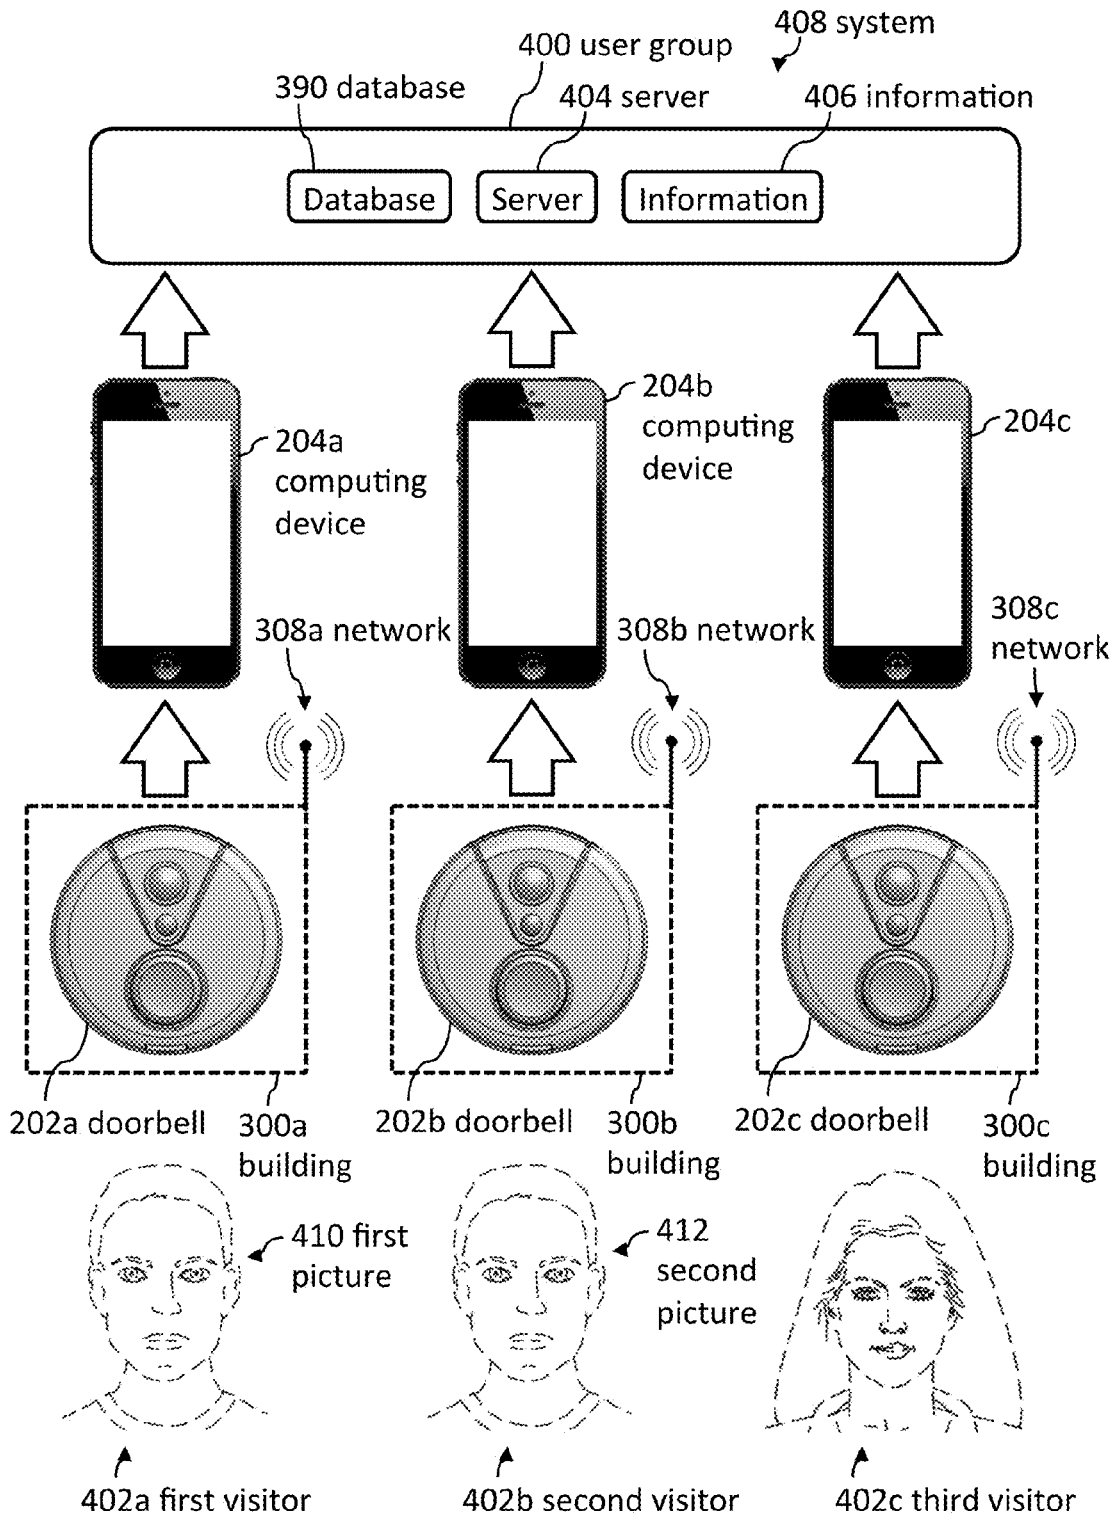 408 system
400 user group
390 database
404 server
406 information
Database
Server
Information
204a
computing
device
204b
computing
device
204c
308a network
308b network
308c
network
202a doorbell
300a
building
202b doorbell
300b
building
202c doorbell
300c
building
410 first
picture
412
second
picture
402a first visitor
402b second visitor
402c third visitor